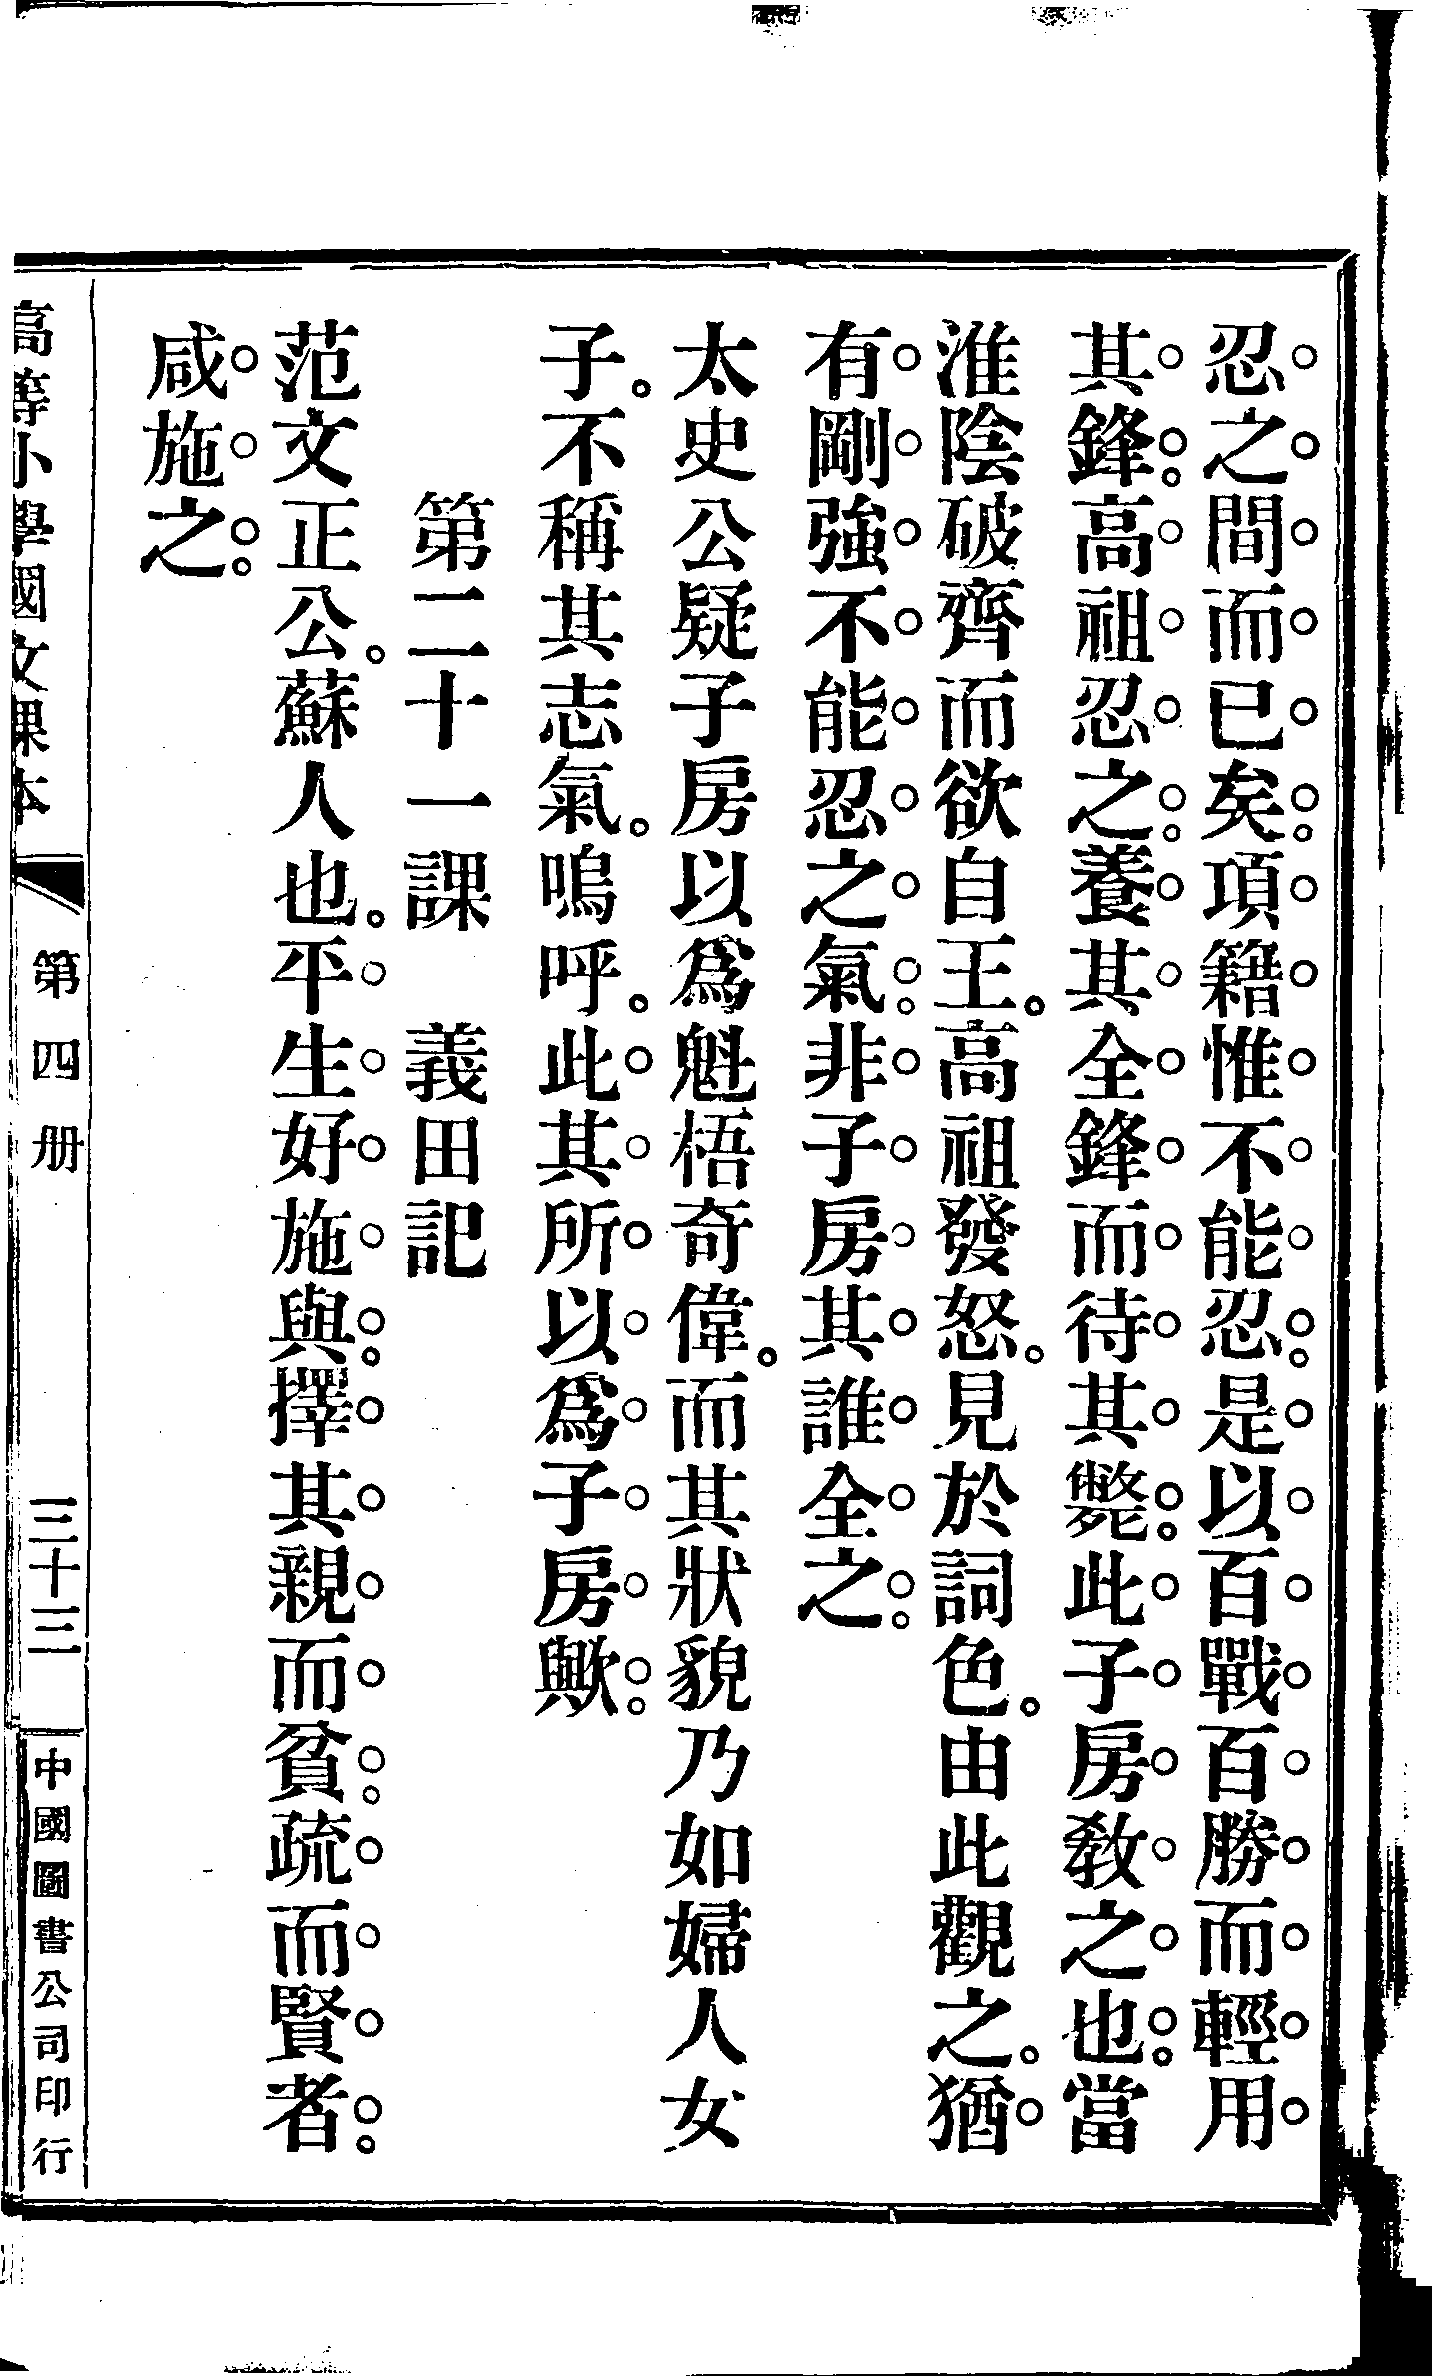 忍之間而已矣。項籍惟不能忍。是以百戰百勝而輕用
其鋒。高祖忍之。養其全鋒而待其斃。此子房敎之也。當
淮陰破齊而欲自王。高祖發怒。見於詞色。由此觀之。猶
有剛強不能忍之氣。非子房其誰全之。
太史公疑子房以爲魁梧奇偉。而其狀貌乃如婦人女
子。不稱其志氣。嗚呼。此其所以爲子房歟。
第二十一課　義田記
范文正公。蘇人也。平生好施與。擇其親而貧。疏而賢者。
咸施之。
高等小學國文課本
第四册
三十三
中國圖書公司印行